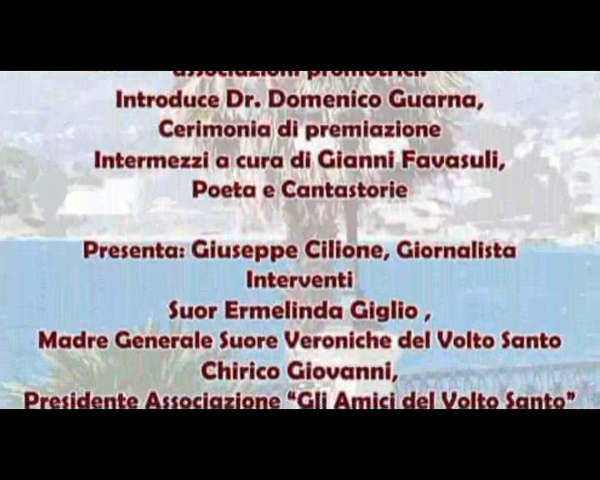 associazioni promotrici.
Introduce Dr. Domenico Guarna,
Cerimonia di premiazione
Intermezzi a cura di Gianni Favasuli,
Poeta e Cantastorie
Presenta: Giuseppe Cilione, Giornalista
Interventi
Suor Ermelinda Giglio ,
Madre Generale Suore Veroniche del Volto Santo
Chirico Giovanni,
Presidente Associazione “Gli Amici del Volto Santo”